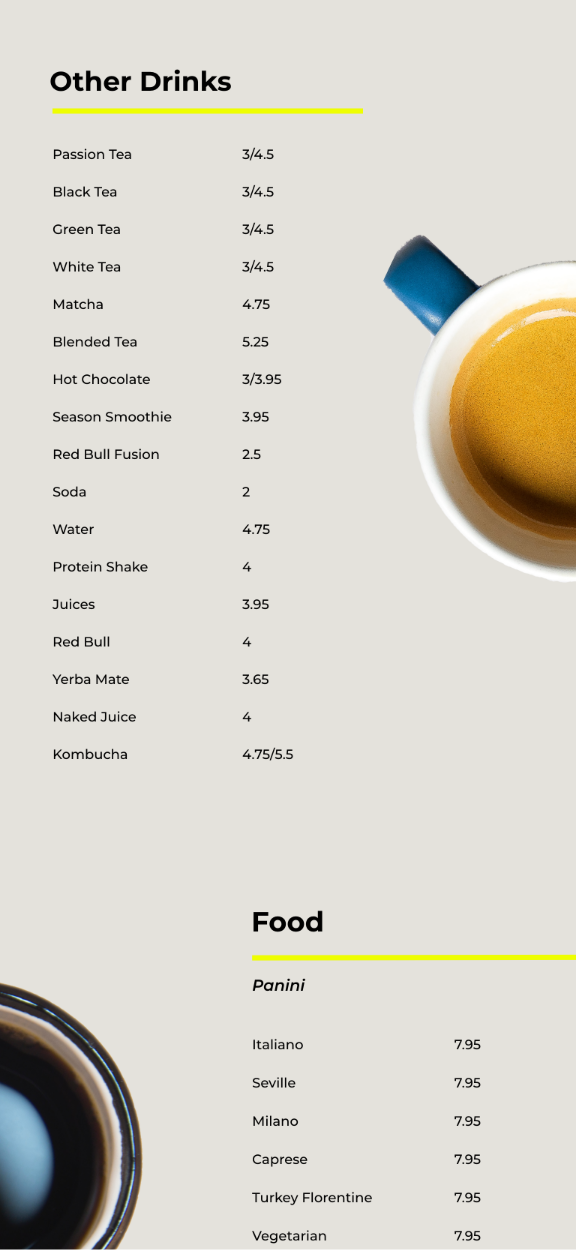 Other Drinks
Passion Tea 3/4.5
Black Tea 3/4.5
Green Tea 3/4.5
White Tea 3/4.5
Matcha 4.75
Blended Tea 5.25
Hot Chocolate 3/3.95
Season Smoothie 3.95
Red Bull Fusion 2.5
Soda 2
Water 4.75
Protein Shake 4
Juices 3.95
Red Bull 4
Yerba Mate 3.65
Naked Juice 4
Kombucha 4.75/5.5
Food
Panini
Italiano 7.95
Seville 7.95
Milano 7.95
Caprese 7.95
Turkey Florentine 7.95
Vegetarian 7.95